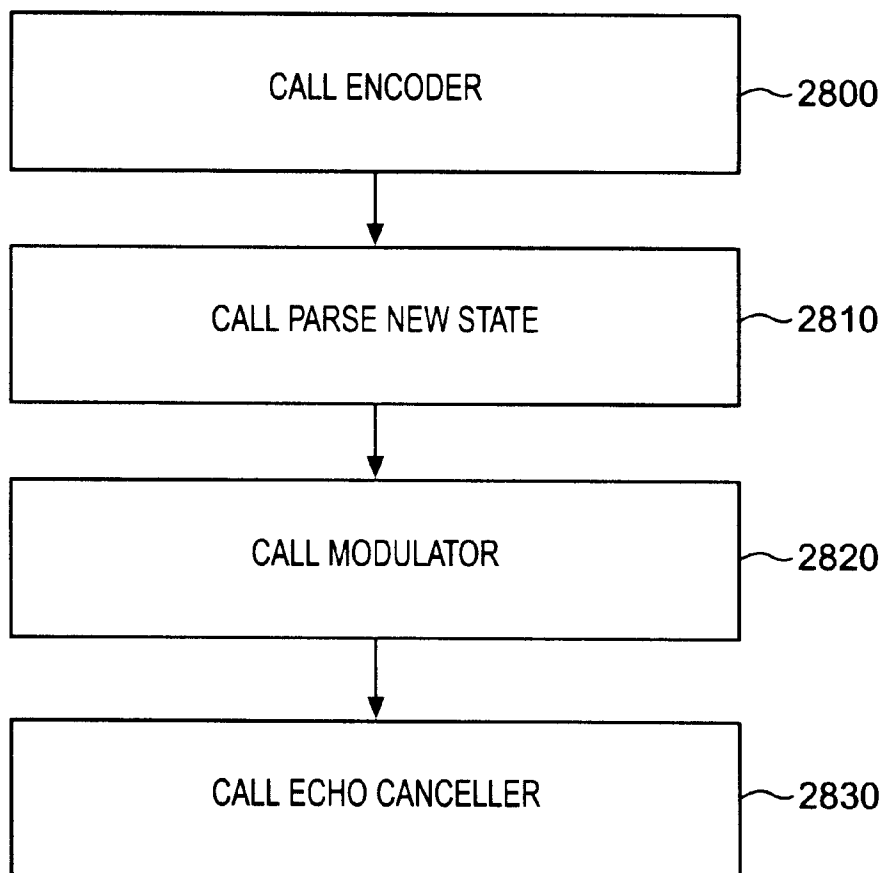 CALL ENCODER
2800
CALL PARSE NEW STATE
2810
CALL MODULATOR
2820
CALL ECHO CANCELLER
2830